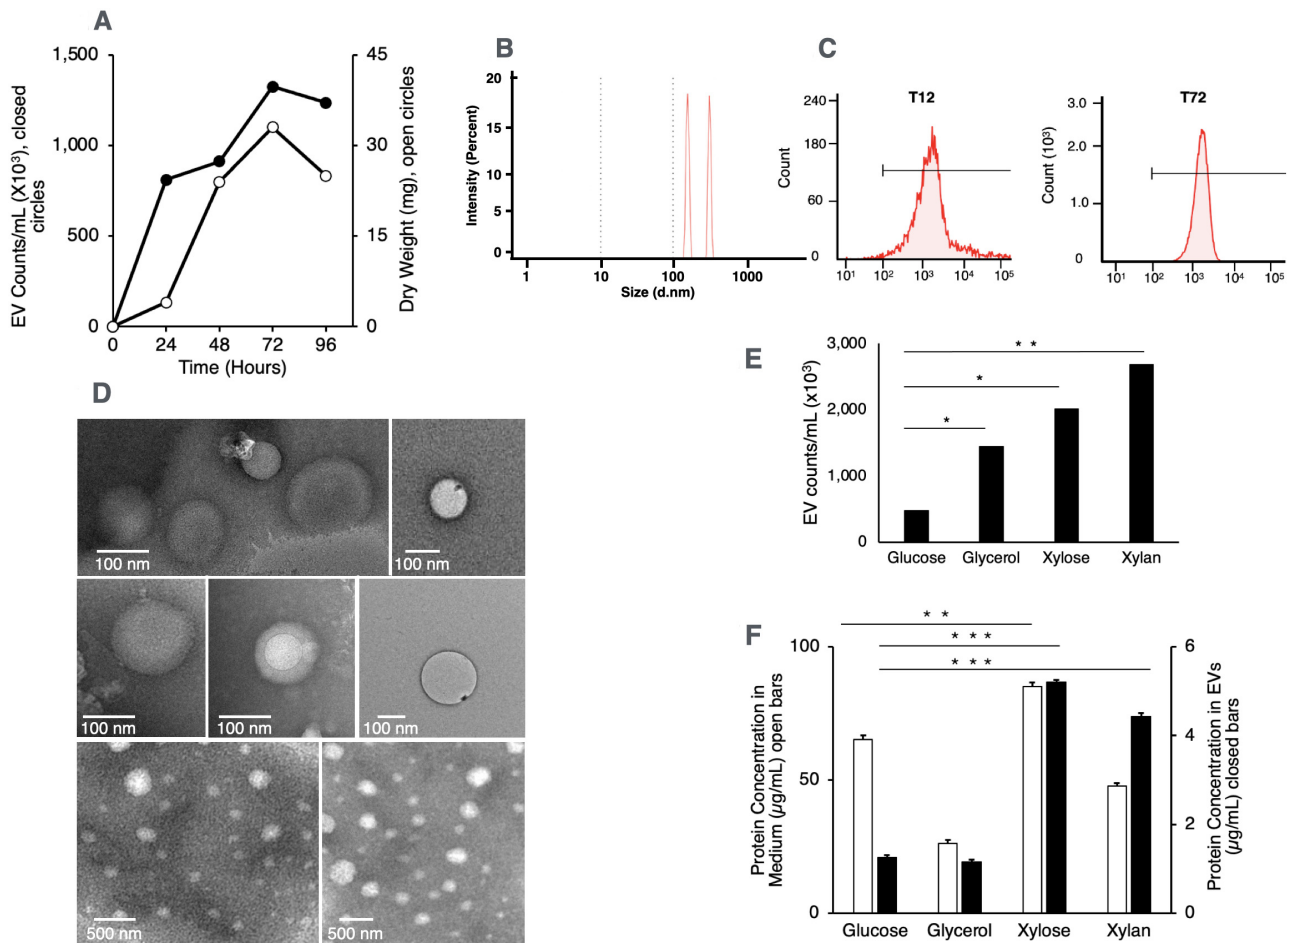 A
EV Counts/mL (X10³), closed
circles
1,500
1,000
500
0
45
30
15
0
Dry Weight (mg), open circles
0 24 48 72 96
Time (Hours)
B
Intensity (Percent)
20
15
10
5
0
1 10 100 1000
Size (d.nm)
C
T12
Count
240
180
60
0
10¹ 10² 10³ 10⁴ 10⁵
T72
Count (10³)
3.0
2.0
1.0
0
10¹ 10² 10³ 10⁴ 10⁵
D
100 nm
100 nm
100 nm
100 nm
100 nm
500 nm
500 nm
E
EV counts/mL (x10³)
3,000
2,000
1,000
0
* *
*
*
Glucose Glycerol Xylose Xylan
F
Protein Concentration in
Medium (µg/mL) open bars
100
50
0
* *
* * *
* * *
6
4
2
0
Protein Concentration in EVs
(µg/mL) closed bars
Glucose Glycerol Xylose Xylan